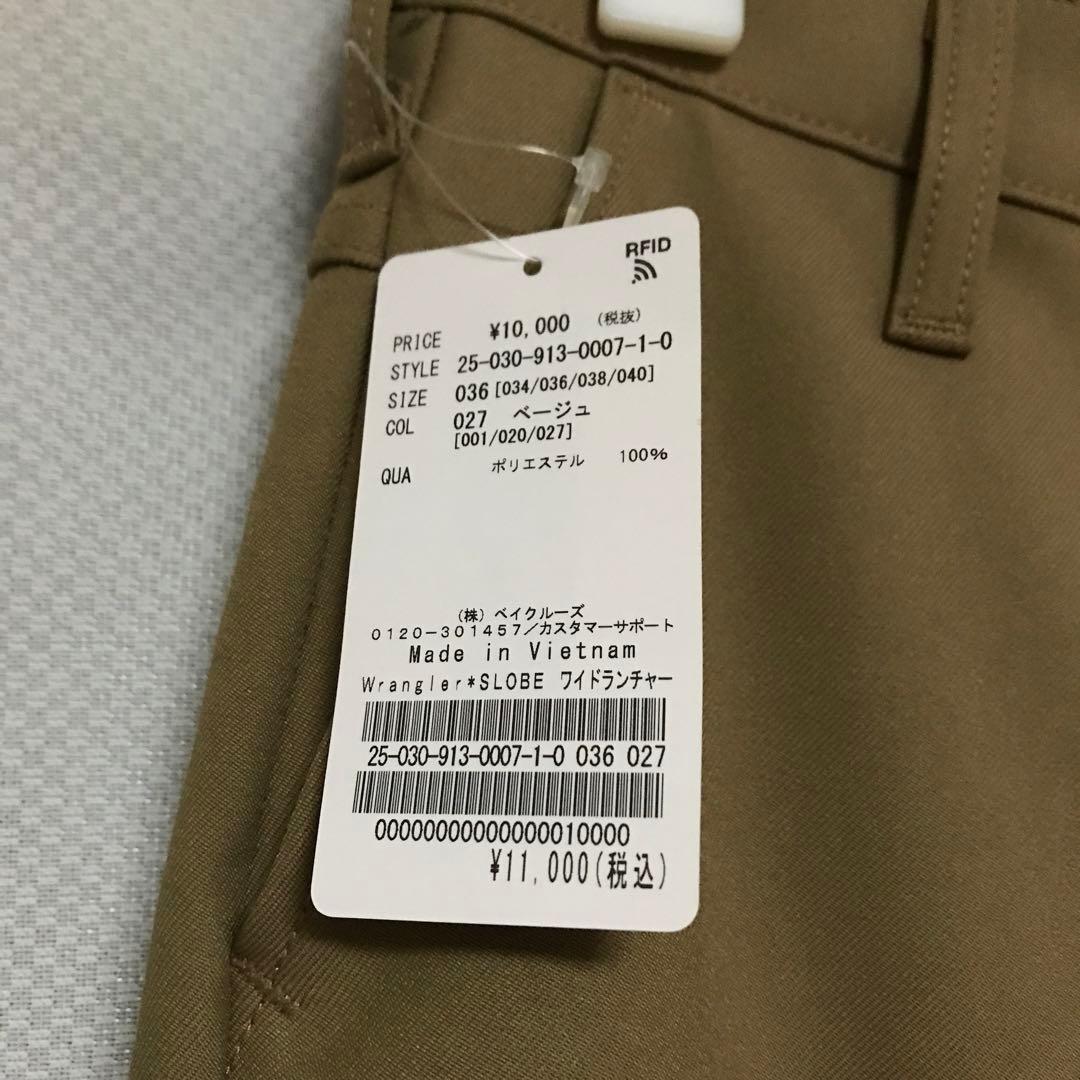 RFID
PRICE ¥10,000 (税抜)
STYLE 25-030-913-0007-1-0
SIZE 036 [034/036/038/040]
COL 027 ベージュ
[001/020/027]
QUA ポリエステル 100%
(株) ベイクルーズ
0120-301457/カスタマーサポート
Made in Vietnam
Wrangler*SLOBE ワイドランチャー
25-030-913-0007-1-0 036 027
00000000000000010000
¥11,000(税込)